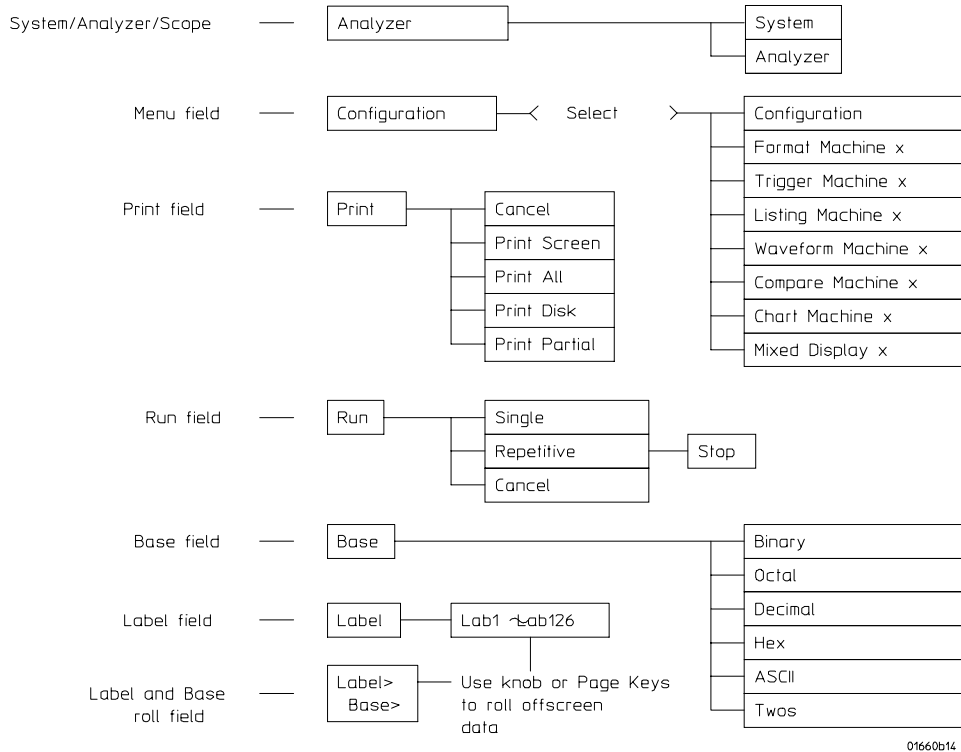 System/Analyzer/Scope
Analyzer
System
Analyzer
Menu field
Configuration
Select
Configuration
Format Machine x
Trigger Machine x
Listing Machine x
Waveform Machine x
Compare Machine x
Chart Machine x
Mixed Display x
Print field
Print
Cancel
Print Screen
Print All
Print Disk
Print Partial
Run field
Run
Single
Repetitive
Stop
Cancel
Base field
Base
Binary
Octal
Decimal
Hex
ASCII
Twos
Label field
Label
Lab1 ~Lab126
Label and Base
roll field
Label>
Base>
Use knob or Page Keys
to roll offscreen
data
01660b14